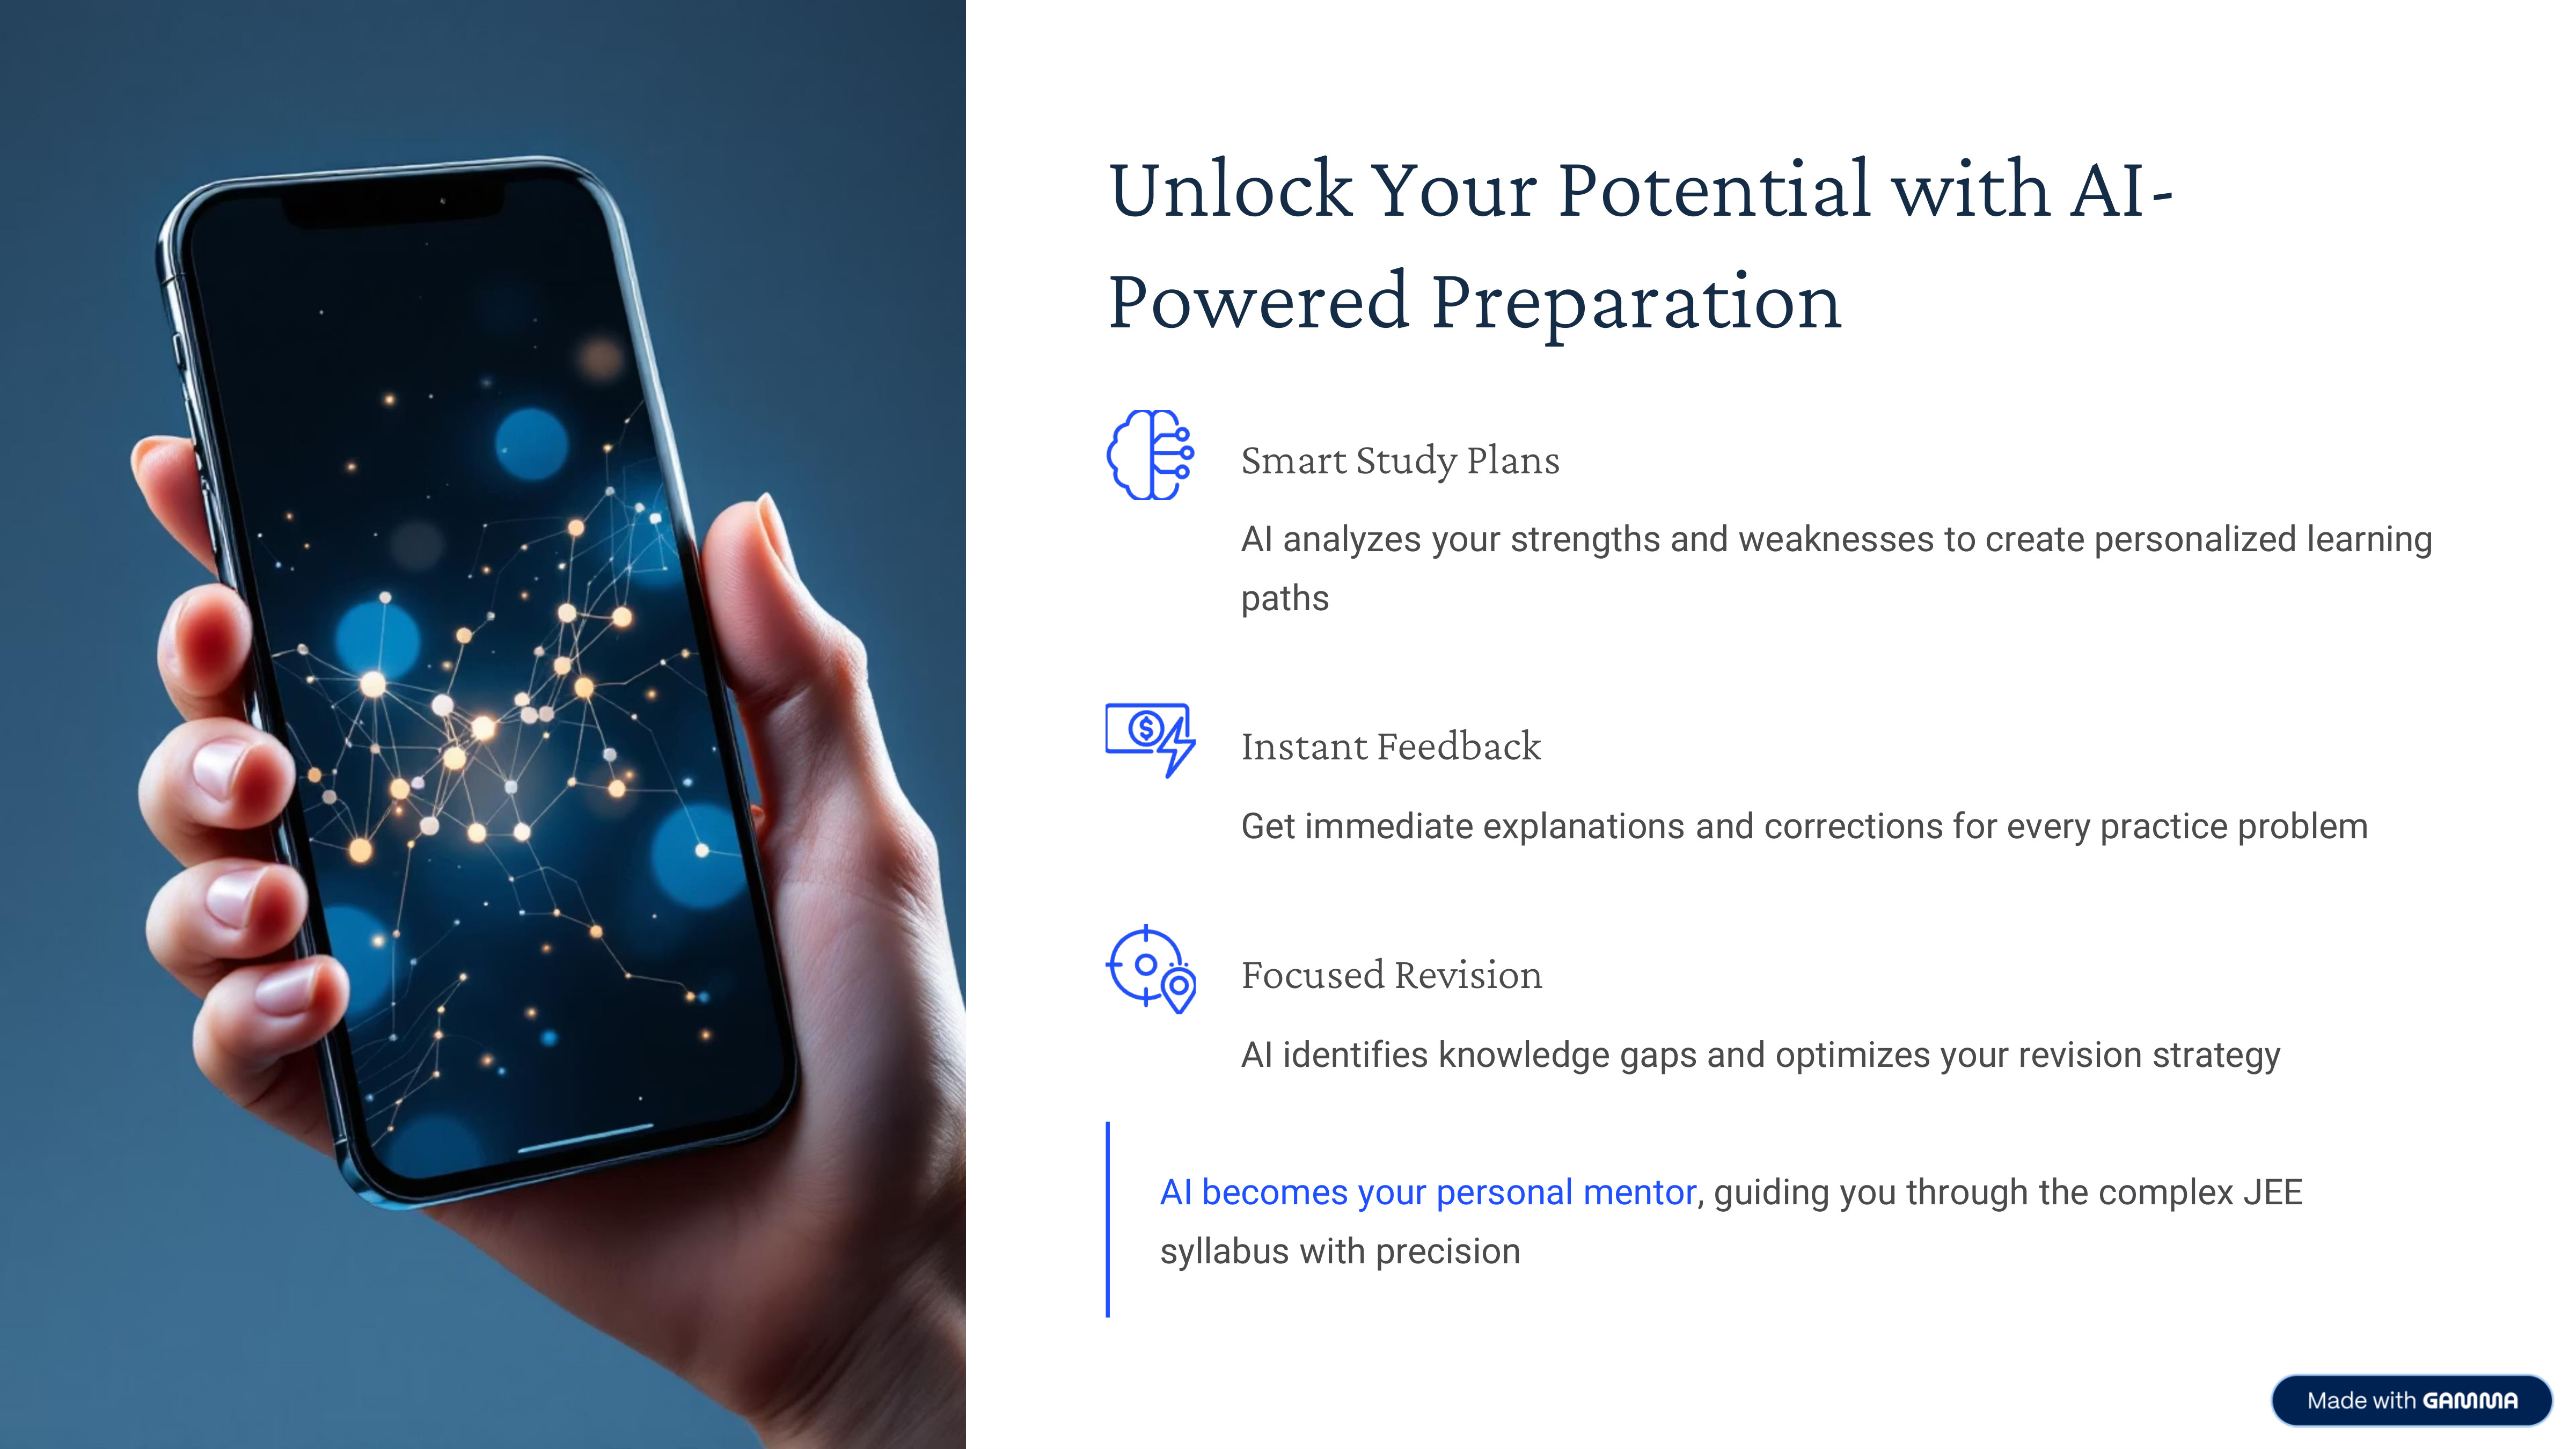 Unlock Your Potential with AI-
Powered Preparation
Smart Study Plans
AI analyzes your strengths and weaknesses to create personalized learning
paths
Instant Feedback
Get immediate explanations and corrections for every practice problem
Focused Revision
AI identifies knowledge gaps and optimizes your revision strategy
AI becomes your personal mentor, guiding you through the complex JEE
syllabus with precision
Made with GAMMA